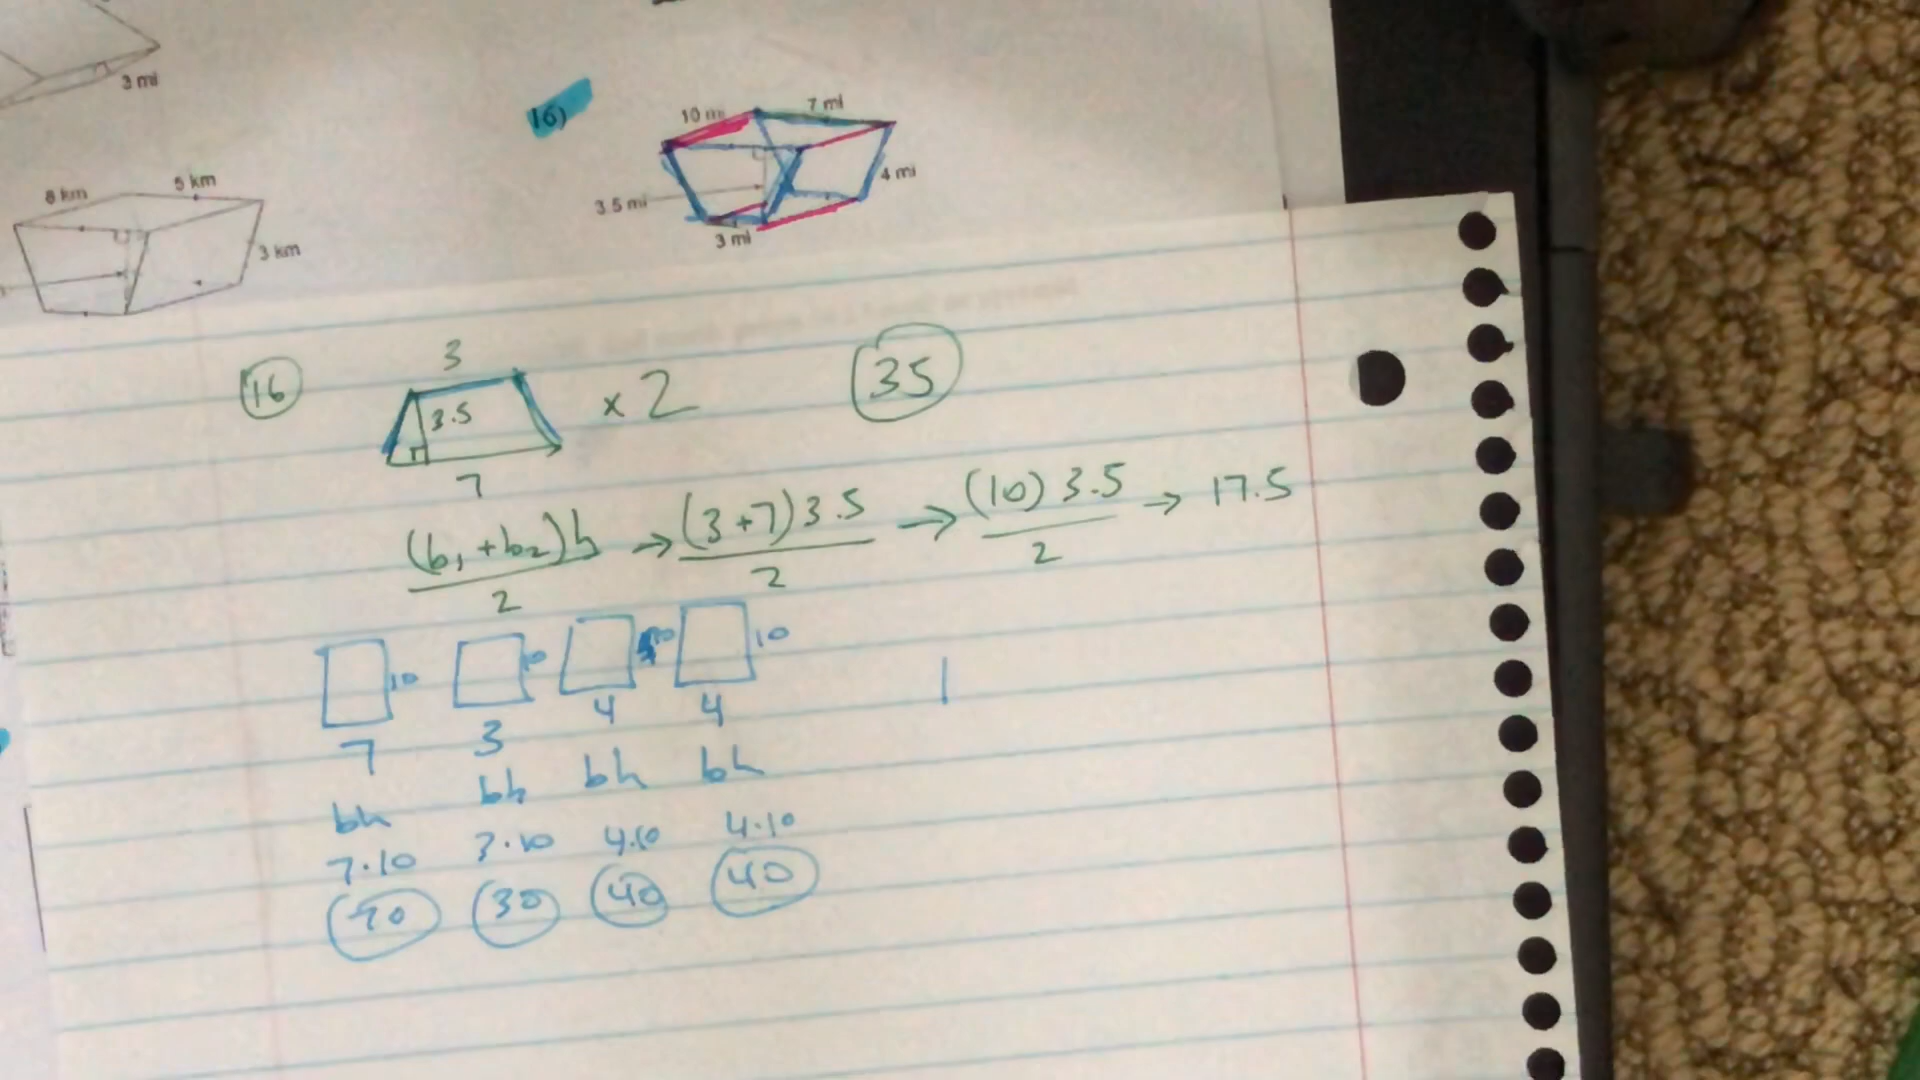 3 mi
16)
10 mi
7 mi
3.5 mi
4 mi
3 mi
8 km
5 km
3 km
16
3
3.5
7
x 2
35
(b₁+b₂)h/2 → (3+7)3.5/2 → (10)3.5/2 → 17.5
10 10 10 10
7 3 4 4
bh bh bh bh
7·10 3·10 4·10 4·10
70 30 40 40